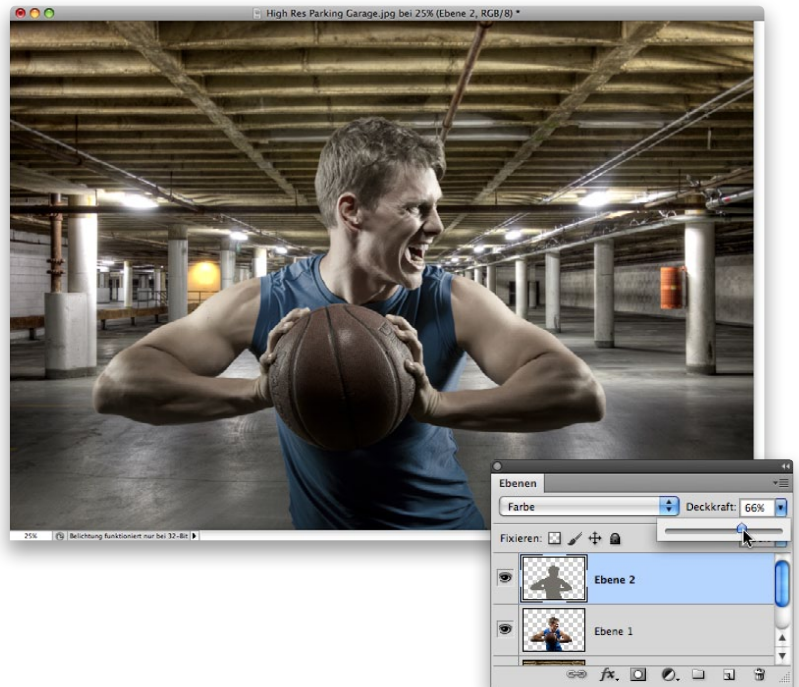 High Res Parking Garage.jpg bei 25% (Ebene 2, RGB/8) *
25%
Belichtung funktioniert nur bei 32-Bit
Ebenen
Farbe
Deckkraft: 66%
Fixieren:
Ebene 2
Ebene 1
fx.